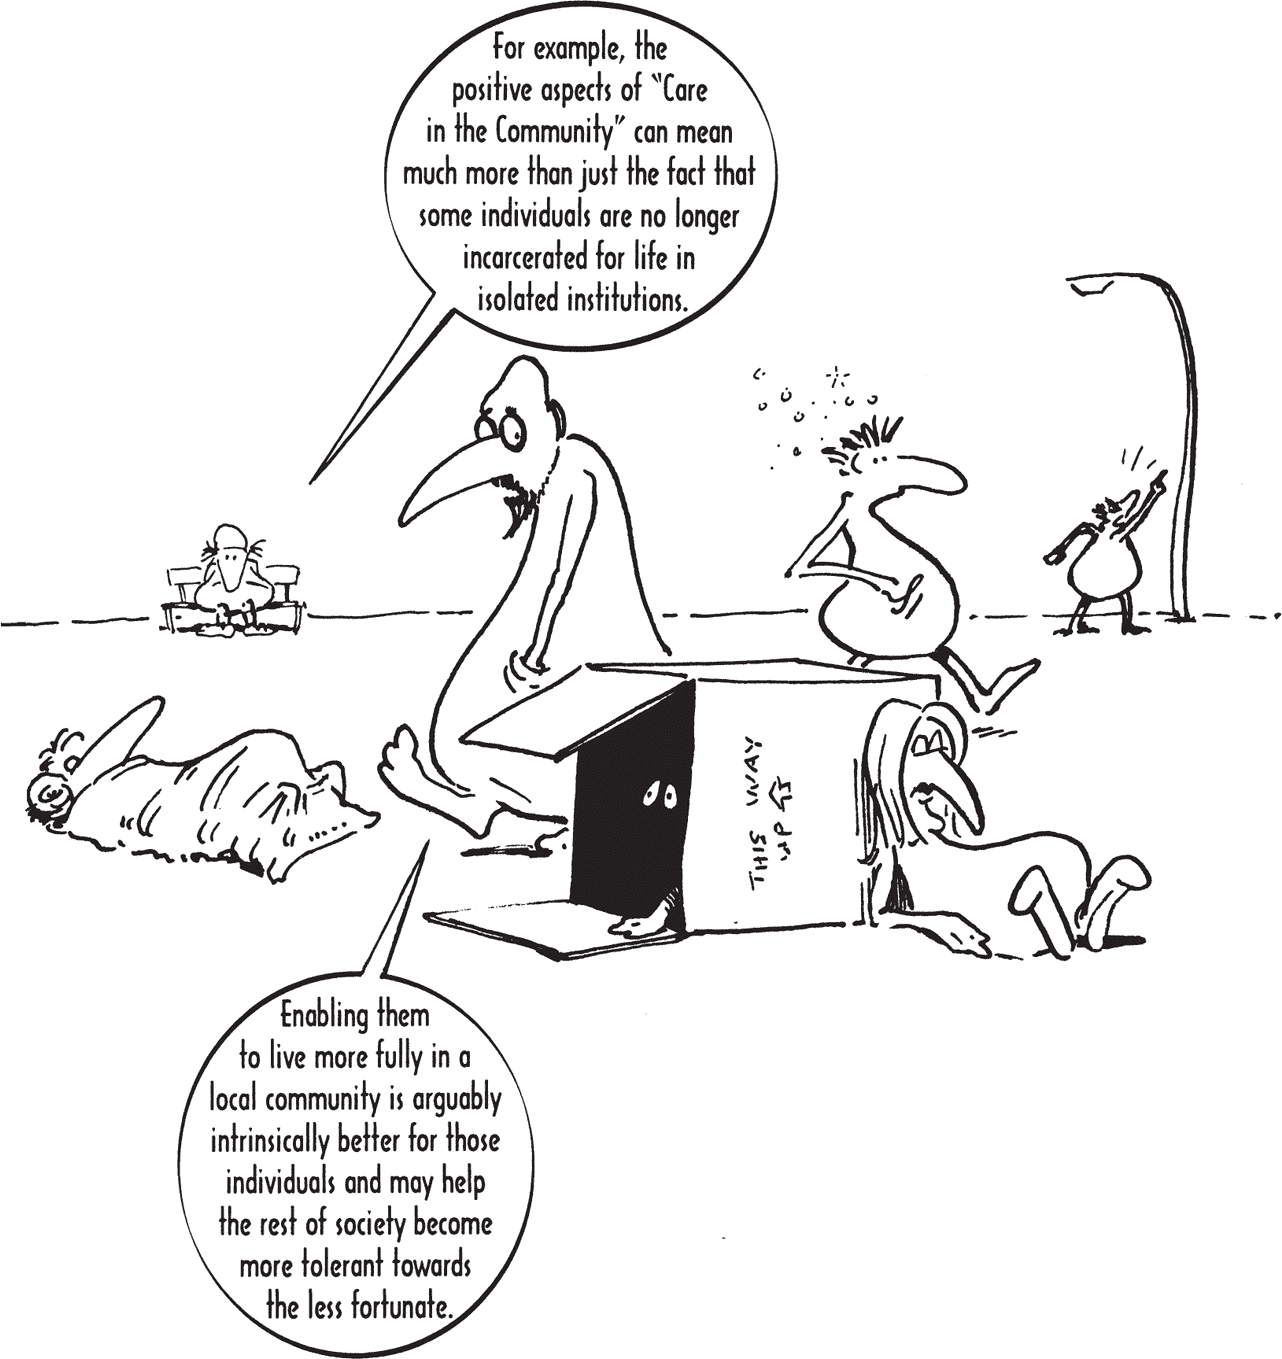 For example, the
positive aspects of "Care
in the Community" can mean
much more than just the fact that
some individuals are no longer
incarcerated for life in
isolated institutions.
THIS WAY
UP
Enabling them
to live more fully in a
local community is arguably
intrinsically better for those
individuals and may help
the rest of society become
more tolerant towards
the less fortunate.